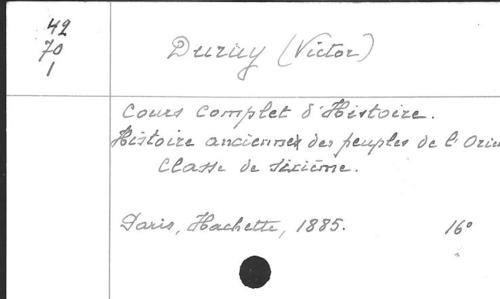 42
70
1
Duruy (Victor)
Cours complet d'Histoire.
Histoire ancienne des peuples de l'Orie
Classe de sixième.
Paris, Hachette, 1885. 16°